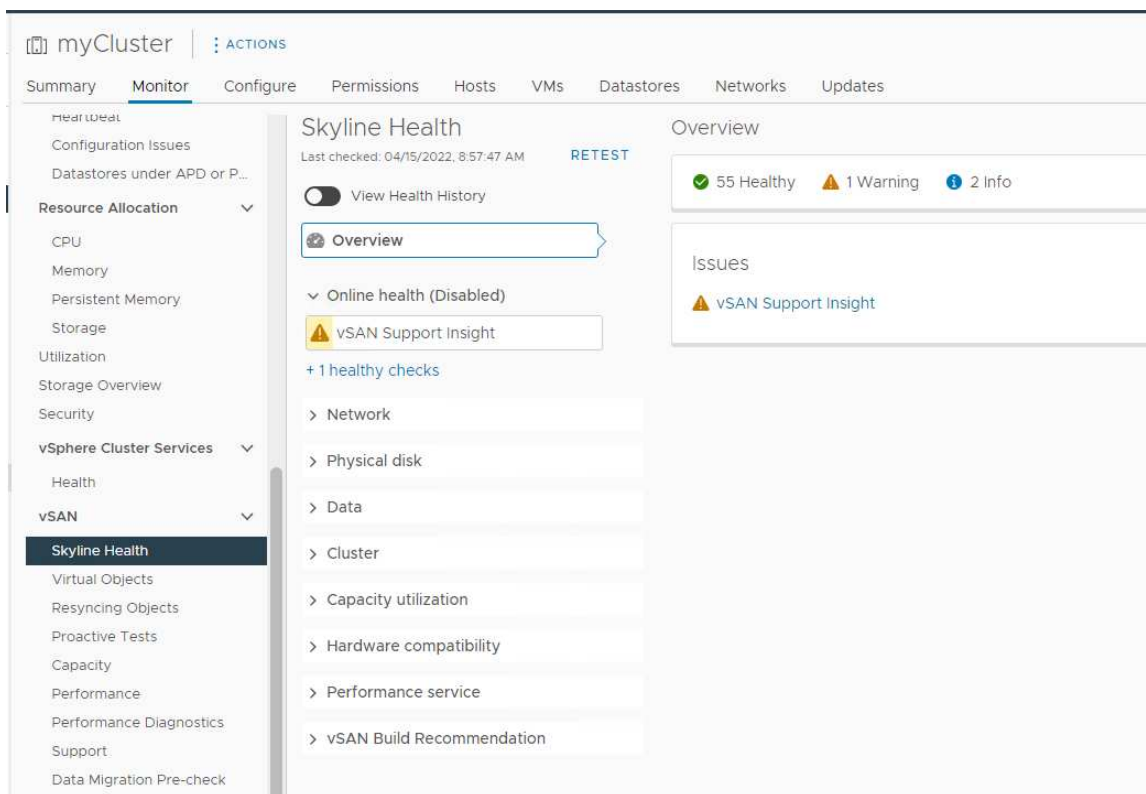 myCluster
ACTIONS
Summary Monitor Configure Permissions Hosts VMs Datastores Networks Updates
Heartbeat
Configuration Issues
Datastores under APD or P...
Resource Allocation
CPU
Memory
Persistent Memory
Storage
Utilization
Storage Overview
Security
vSphere Cluster Services
Health
vSAN
Skyline Health
Virtual Objects
Resyncing Objects
Proactive Tests
Capacity
Performance
Performance Diagnostics
Support
Data Migration Pre-check
Skyline Health
Last checked: 04/15/2022, 8:57:47 AM RETEST
View Health History
Overview
Online health (Disabled)
vSAN Support Insight
+ 1 healthy checks
Network
Physical disk
Data
Cluster
Capacity utilization
Hardware compatibility
Performance service
vSAN Build Recommendation
Overview
55 Healthy 1 Warning 2 Info
Issues
vSAN Support Insight